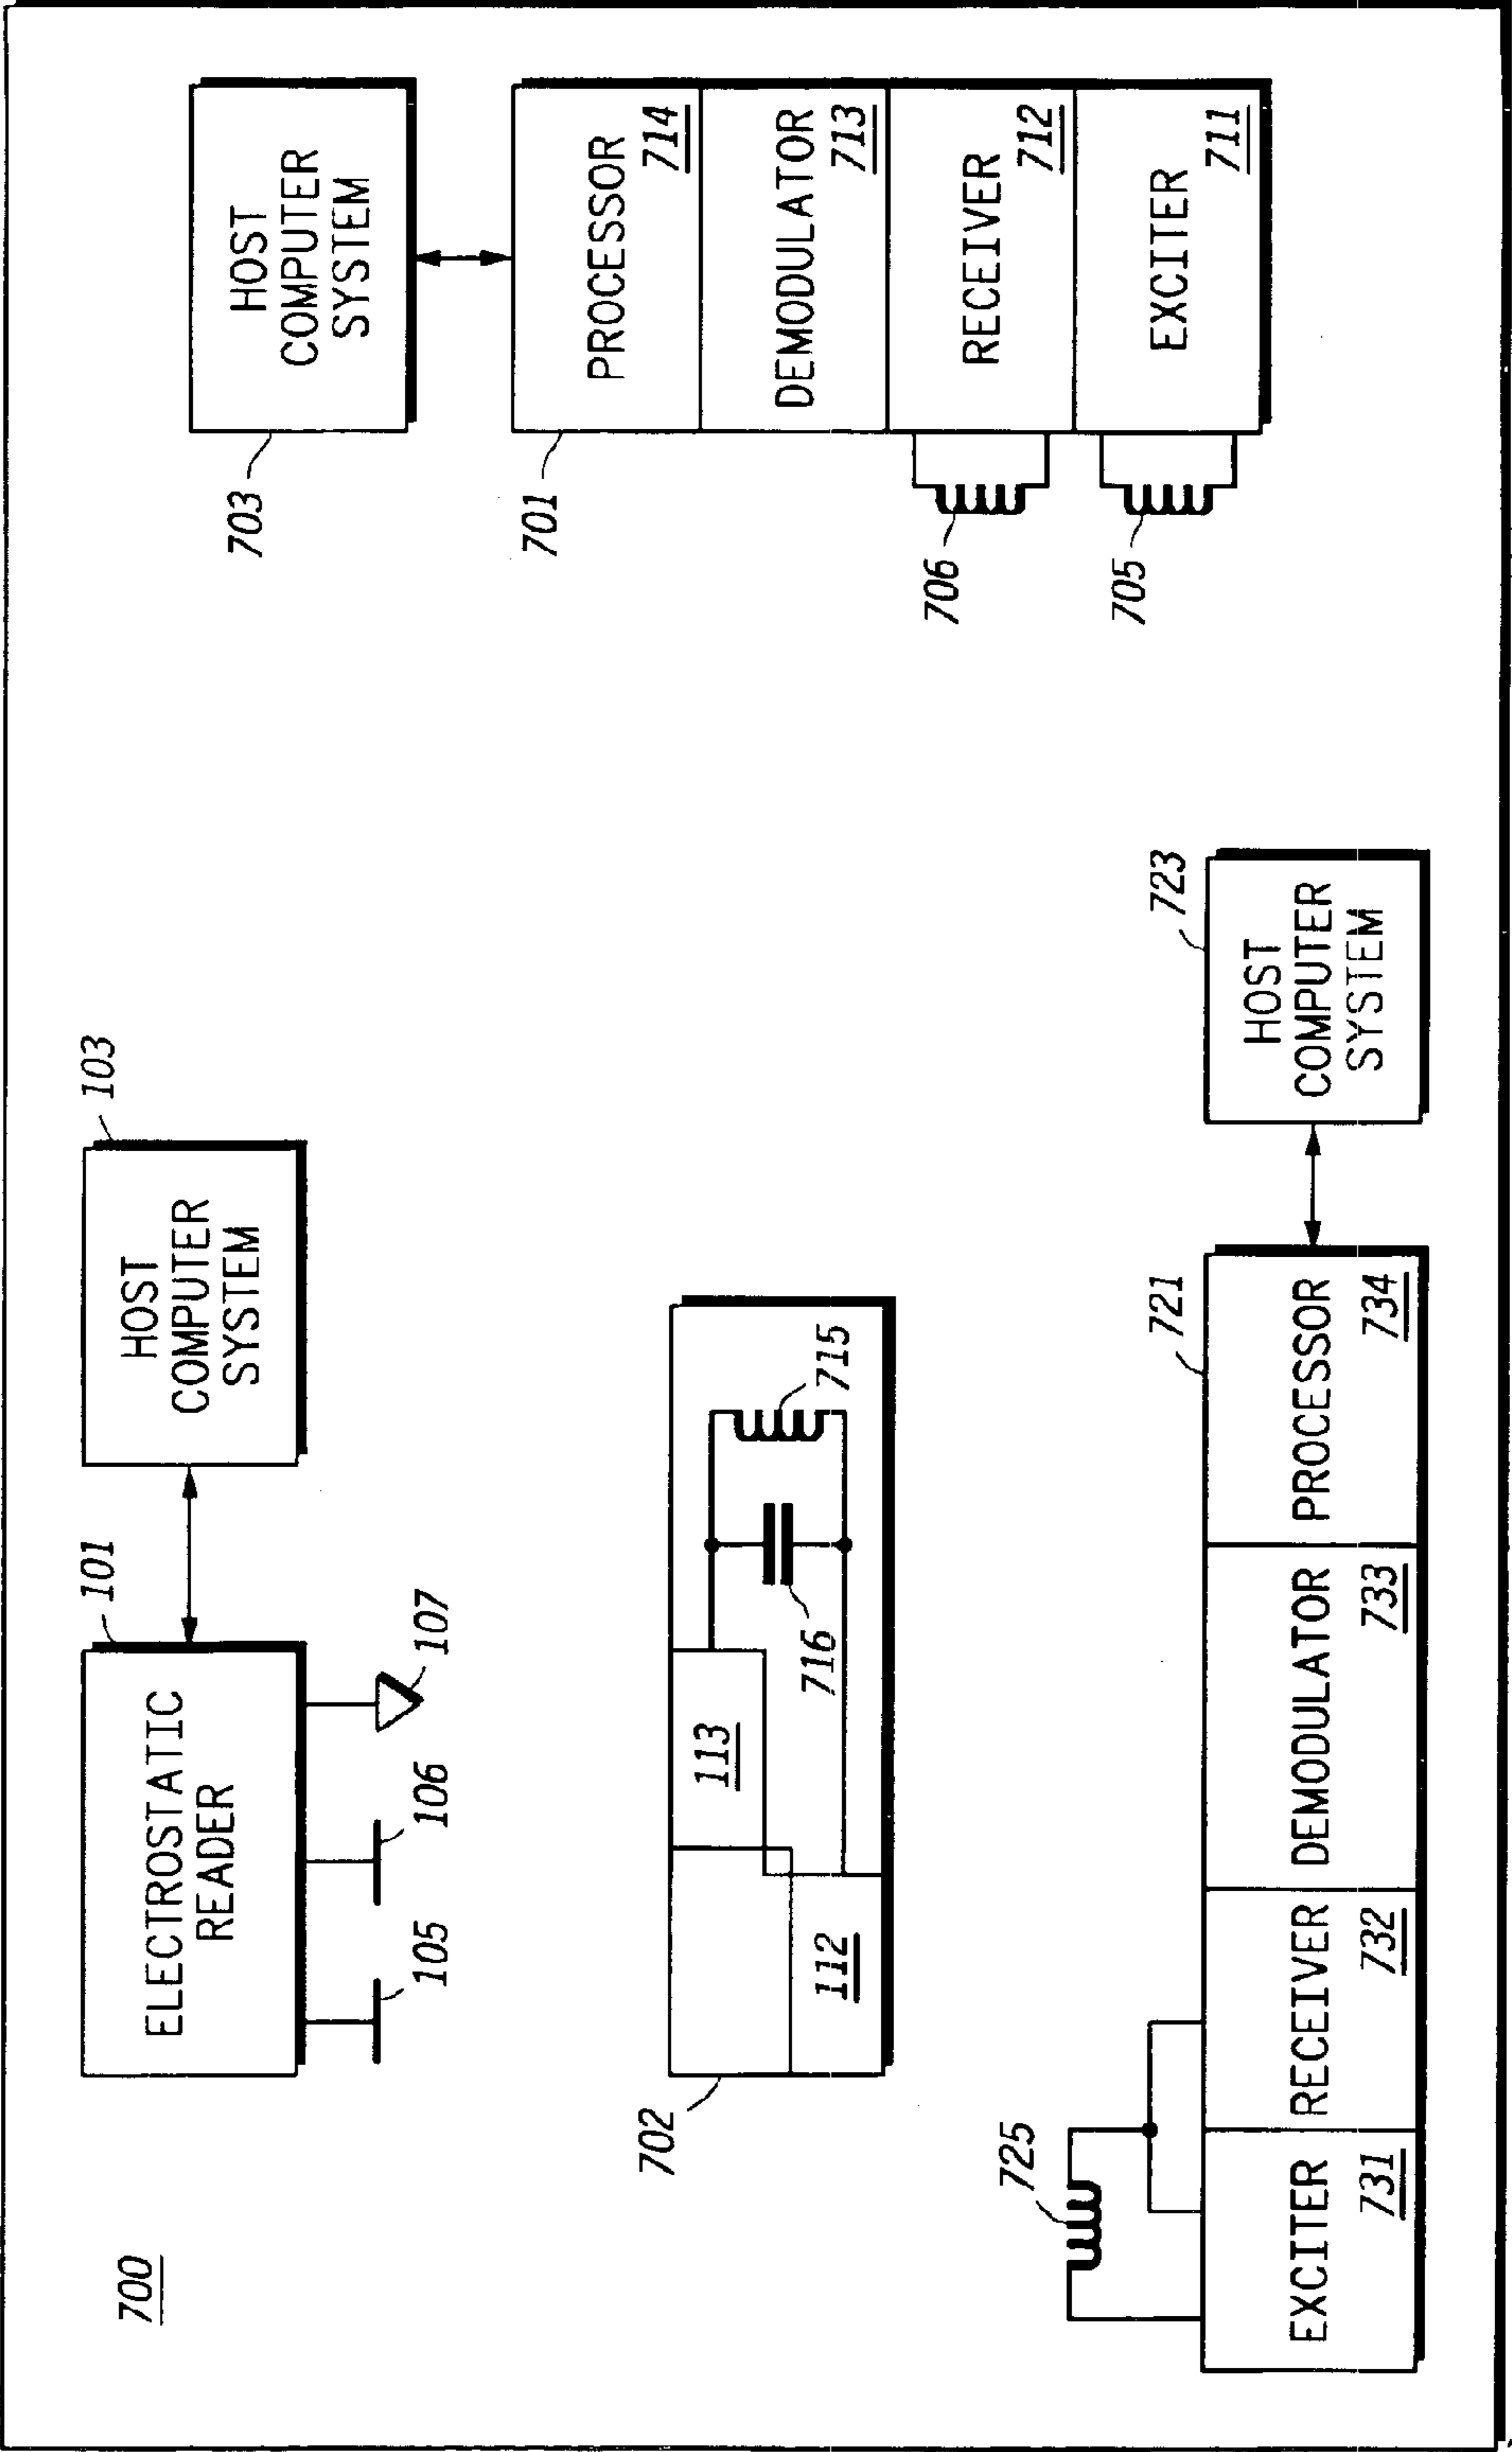 700
101
ELECTROSTATIC
READER
103
HOST
COMPUTER
SYSTEM
105
106
107
703
HOST
COMPUTER
SYSTEM
701
PROCESSOR
714
DEMODULATOR
713
RECEIVER
712
EXCITER
711
706
705
702
112
113
716
715
725
721
EXCITER
731
RECEIVER
732
DEMODULATOR
733
PROCESSOR
734
723
HOST
COMPUTER
SYSTEM